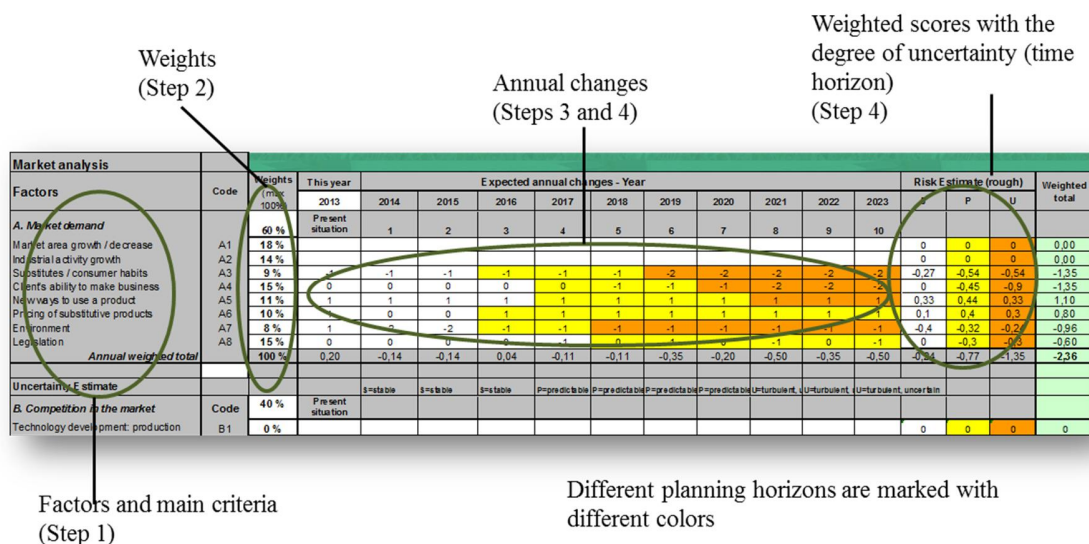 Weights
(Step 2)
Annual changes
(Steps 3 and 4)
Weighted scores with the
degree of uncertainty (time
horizon)
(Step 4)
Market analysis
Factors Code Weights (max 100%) This year Expected annual changes - Year Risk Estimate (rough) Weighted total
2013 2014 2015 2016 2017 2018 2019 2020 2021 2022 2023 P U
A. Market demand 60 % Present situation 1 2 3 4 5 6 7 8 9 10
Market area growth / decrease A1 18 % 0 0 0 0,00
Industrial activity growth A2 14 % 0 0 0 0,00
Substitutes / consumer habits A3 9 % -1 -1 -1 -1 -1 -1 -2 -2 -2 -2 -2 -0,27 -0,54 -0,54 -1,35
Client's ability to make business A4 15 % 0 0 0 0 -1 -1 -1 -2 -2 -2 0 -0,45 -0,9 -1,35
New ways to use a product A5 11 % 1 1 1 1 1 1 1 1 1 1 1 0,33 0,44 0,33 1,10
Pricing of substitutive products A6 10 % 0 0 1 1 1 1 1 1 1 1 0,1 0,4 0,3 0,80
Environment A7 8 % 1 -2 -1 -1 -1 -1 -1 -1 -1 -0,4 -0,32 -0,96
Legislation A8 15 % 0 0 0 0 -1 0 -1 0 -1 0 -1 0 -0,3 -0,60
Annual weighted total 100 % 0,20 -0,14 -0,14 0,04 -0,11 -0,11 -0,35 -0,20 -0,50 -0,35 -0,50 -0,77 -1,35 -2,36
Uncertainty Estimate S=stable S=stable S=stable P=predictable P=predictable P=predictable P=predictable U=turbulent, U=turbulent, U=turbulent, uncertain
B. Competition in the market Code 40 % Present situation
Technology development: production B1 0 % 0 0 0 0
Factors and main criteria
(Step 1)
Different planning horizons are marked with
different colors